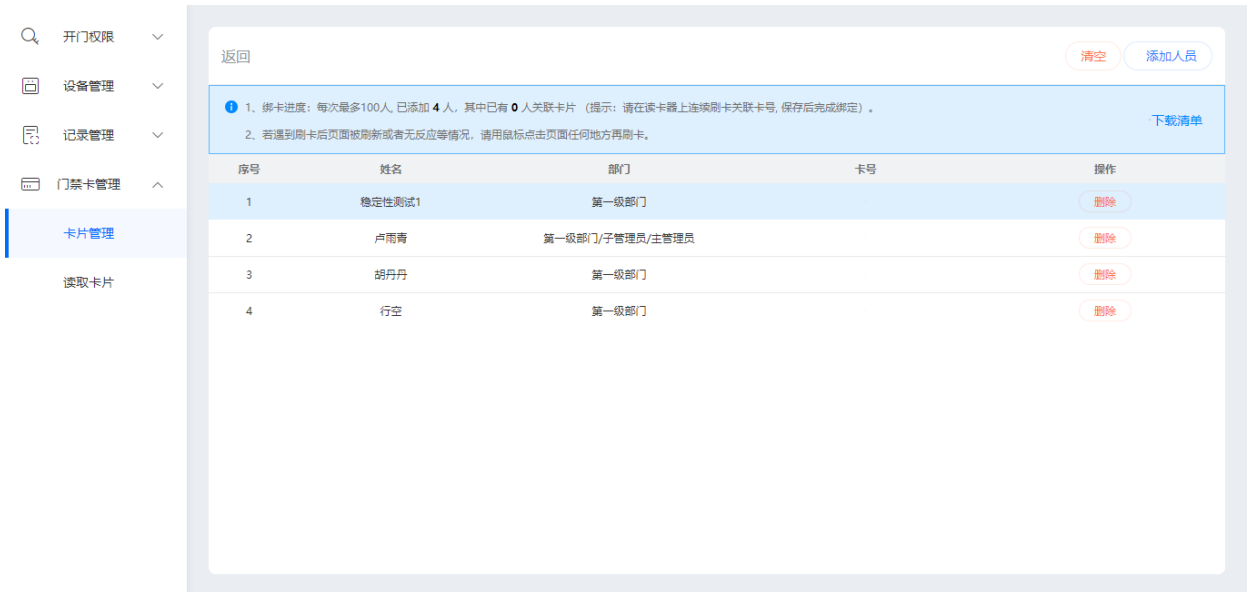 开门权限
设备管理
记录管理
门禁卡管理
卡片管理
读取卡片
返回
清空
添加人员
1、绑卡进度：每次最多100人, 已添加 4 人，其中已有 0 人关联卡片 （提示：请在读卡器上连续刷卡关联卡号, 保存后完成绑定）。
2、若遇到刷卡后页面被刷新或者无反应等情况，请用鼠标点击页面任何地方再刷卡。
下载清单
序号 姓名 部门 卡号 操作
1 稳定性测试1 第一级部门 删除
2 卢雨青 第一级部门/子管理员/主管理员 删除
3 胡丹丹 第一级部门 删除
4 行空 第一级部门 删除